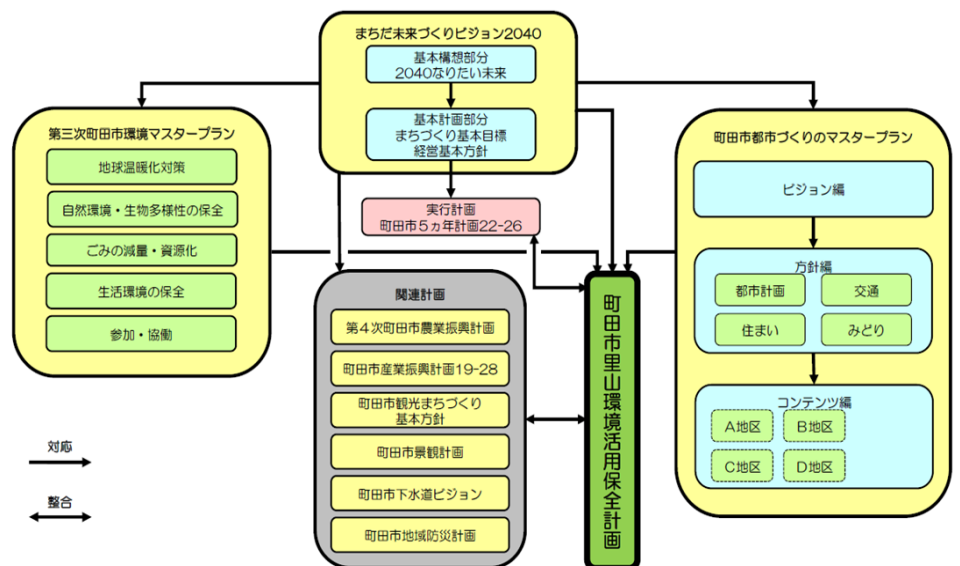 まちだ未来づくりビジョン2040
基本構想部分
2040なりたい未来
基本計画部分
まちづくり基本目標
経営基本方針
第三次町田市環境マスタープラン
地球温暖化対策
自然環境・生物多様性の保全
ごみの減量・資源化
生活環境の保全
参加・協働
実行計画
町田市5ヵ年計画22-26
関連計画
第4次町田市農業振興計画
町田市産業振興計画19-28
町田市観光まちづくり
基本方針
町田市景観計画
町田市下水道ビジョン
町田市地域防災計画
町田市里山環境活用保全計画
町田市都市づくりのマスタープラン
ビジョン編
方針編
都市計画
交通
住まい
みどり
コンテンツ編
A地区
B地区
C地区
D地区
対応
整合